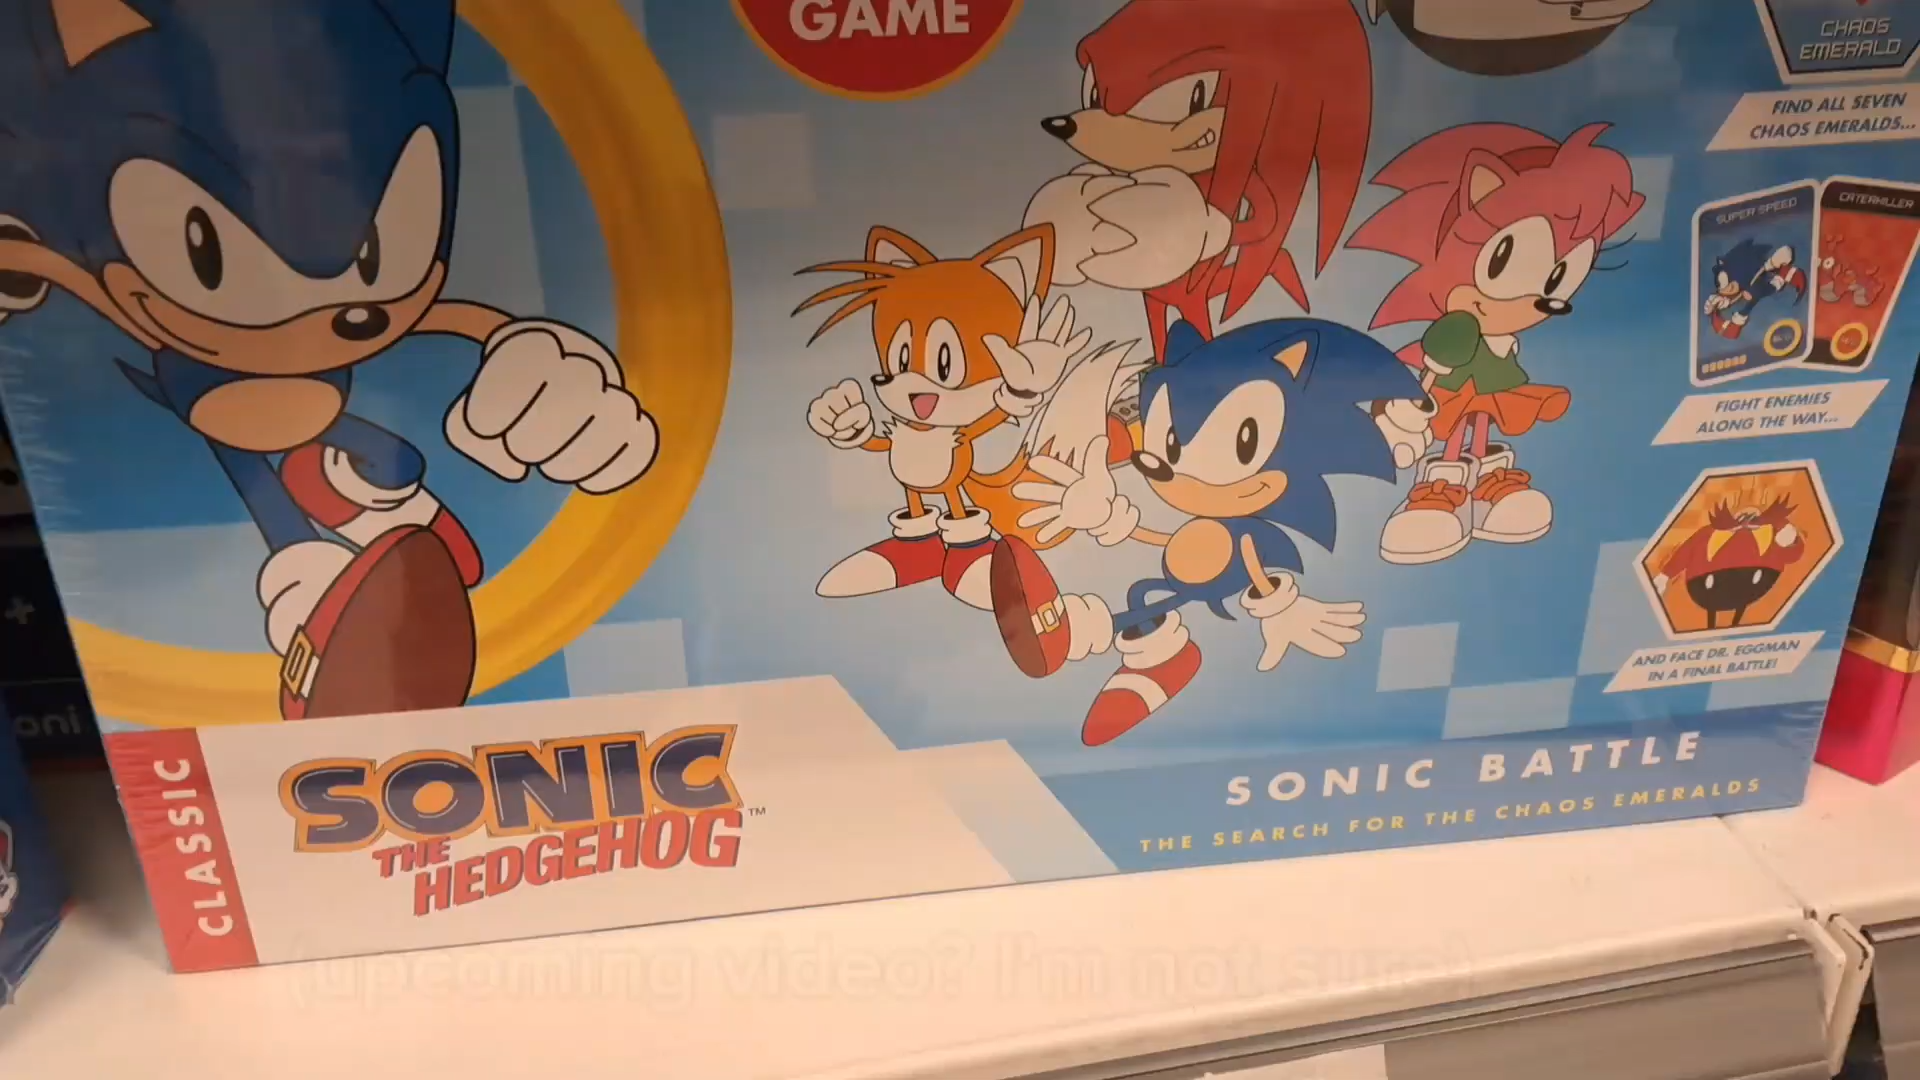 GAME
CHAOS
EMERALD
FIND ALL SEVEN
CHAOS EMERALDS...
SUPER SPEED
CATERKILLER
FIGHT ENEMIES
ALONG THE WAY...
AND FACE DR. EGGMAN
IN A FINAL BATTLE!
CLASSIC
SONIC
THE
HEDGEHOG
TM
SONIC BATTLE
THE SEARCH FOR THE CHAOS EMERALDS
(upcoming video? I'm not sure)